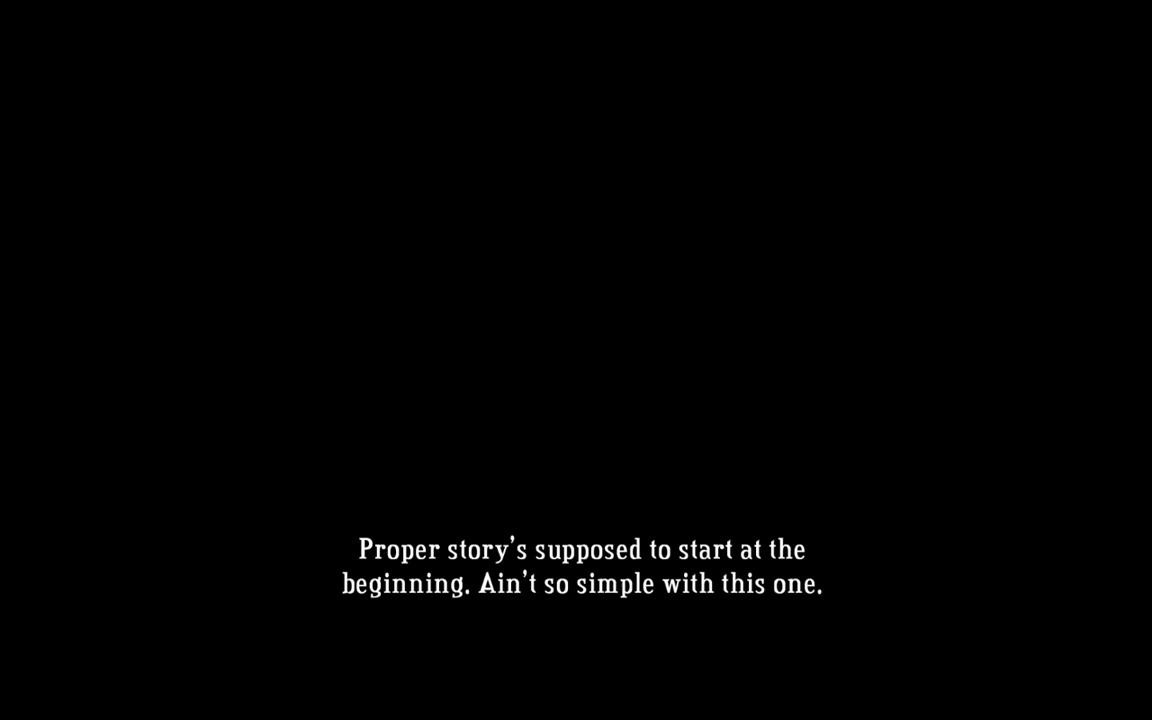 Proper story's supposed to start at the
beginning. Ain't so simple with this one.